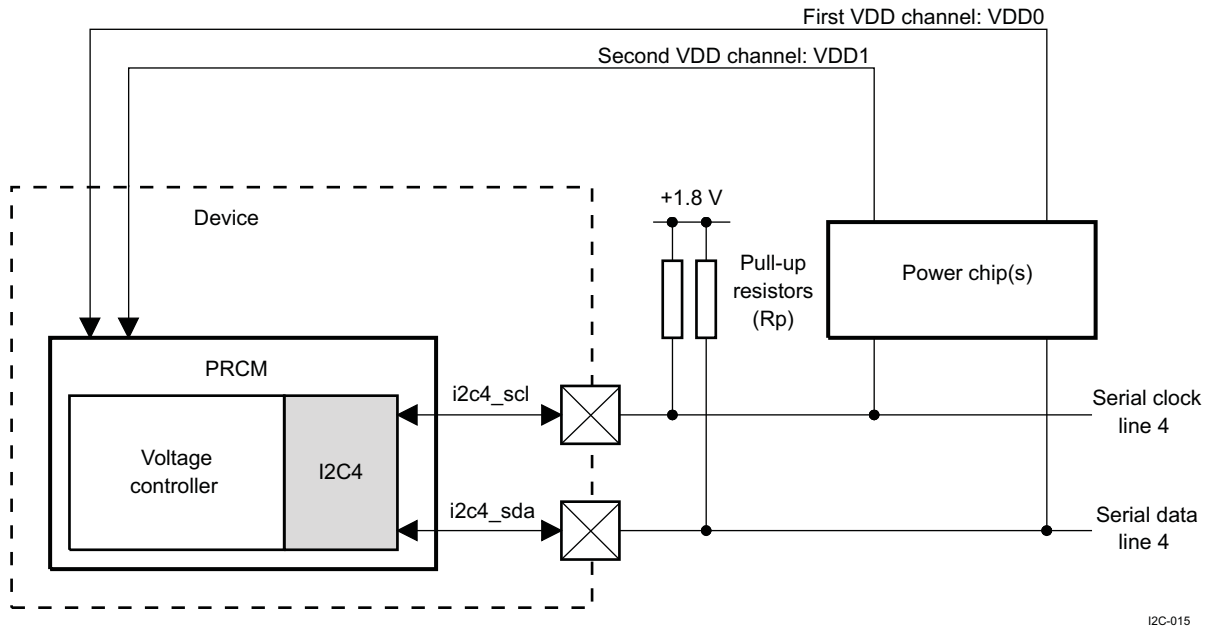 First VDD channel: VDD0
Second VDD channel: VDD1
+1.8 V
Device
Pull-up
resistors
(Rp)
Power chip(s)
PRCM
i2c4_scl
Serial clock
line 4
Voltage
controller
I2C4
i2c4_sda
Serial data
line 4
I2C-015